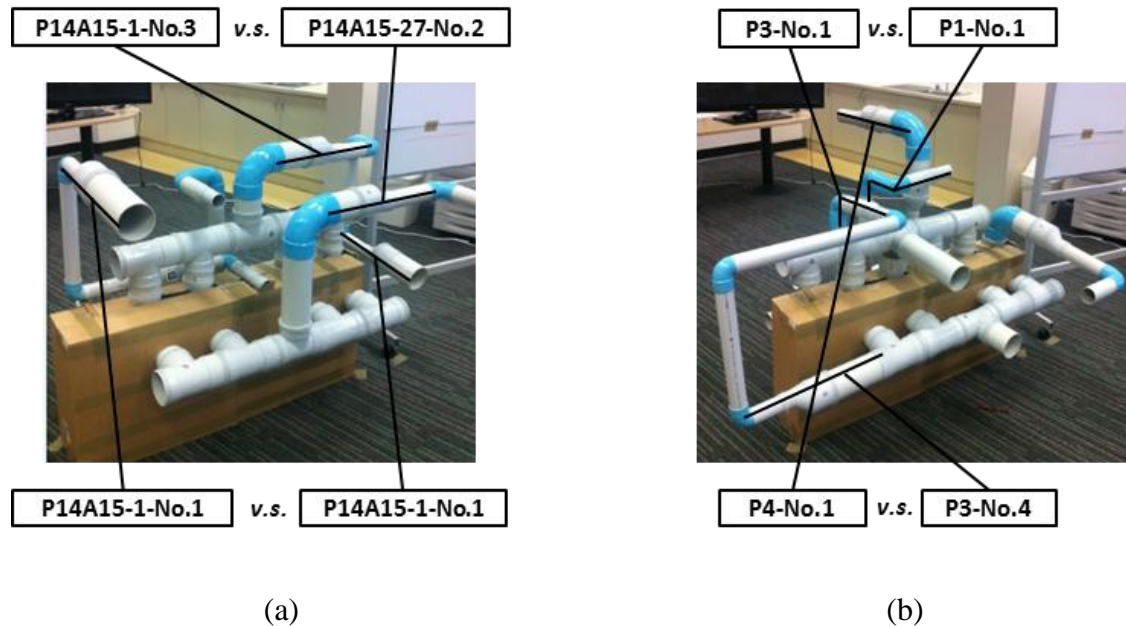 P14A15-1-No.3 v.s. P14A15-27-No.2
P3-No.1 v.s. P1-No.1
P14A15-1-No.1 v.s. P14A15-1-No.1
P4-No.1 v.s. P3-No.4
(a)
(b)